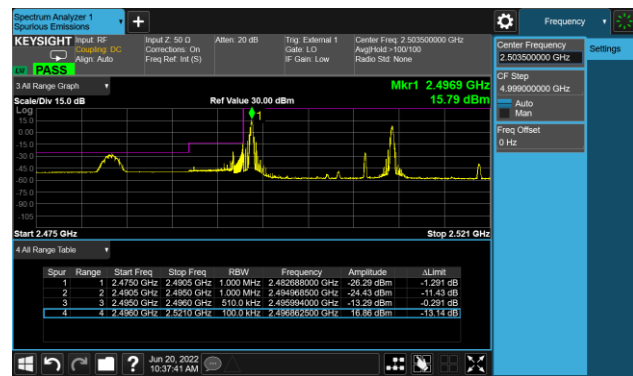 Spectrum Analyzer 1
Spurious Emissions
Frequency
KEYSIGHT
Input: RF
Coupling: DC
Align: Auto
Input Z: 50 Ω
Corrections: On
Freq Ref: Int (S)
Atten: 20 dB
Trig: External 1
Gate: LO
IF Gain: Low
Center Freq: 2.503500000 GHz
Avg|Hold:>100/100
Radio Std: None
LW
PASS
Center Frequency
2.503500000 GHz
Settings
CF Step
4.999000000 GHz
Auto
Man
Freq Offset
0 Hz
3 All Range Graph
Mkr1 2.4969 GHz
Scale/Div 15.0 dB
Ref Value 30.00 dBm
15.79 dBm
Log
1
15.0
0.00
-15.0
-30.0
-45.0
-60.0
-75.0
-90.0
-105
Start 2.475 GHz
Stop 2.521 GHz
4 All Range Table
Spur Range Start Freq Stop Freq RBW Frequency Amplitude ΔLimit
1 1 2.4750 GHz 2.4905 GHz 1.000 MHz 2.482688000 GHz -26.29 dBm -1.291 dB
2 2 2.4905 GHz 2.4950 GHz 1.000 MHz 2.494968500 GHz -24.43 dBm -11.43 dB
3 3 2.4950 GHz 2.4960 GHz 510.0 kHz 2.495994000 GHz -13.29 dBm -0.291 dB
4 4 2.4960 GHz 2.5210 GHz 100.0 kHz 2.496862500 GHz 16.86 dBm -13.14 dB
Jun 20, 2022
10:37:41 AM